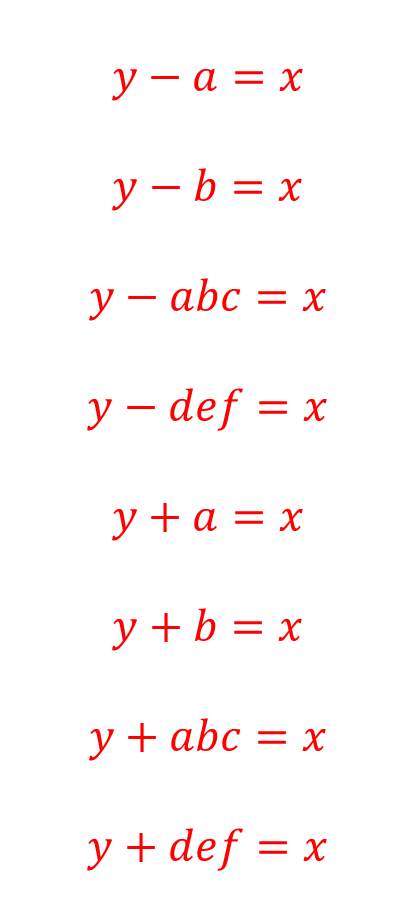 y − a = x
y − b = x
y − abc = x
y − def = x
y + a = x
y + b = x
y + abc = x
y + def = x